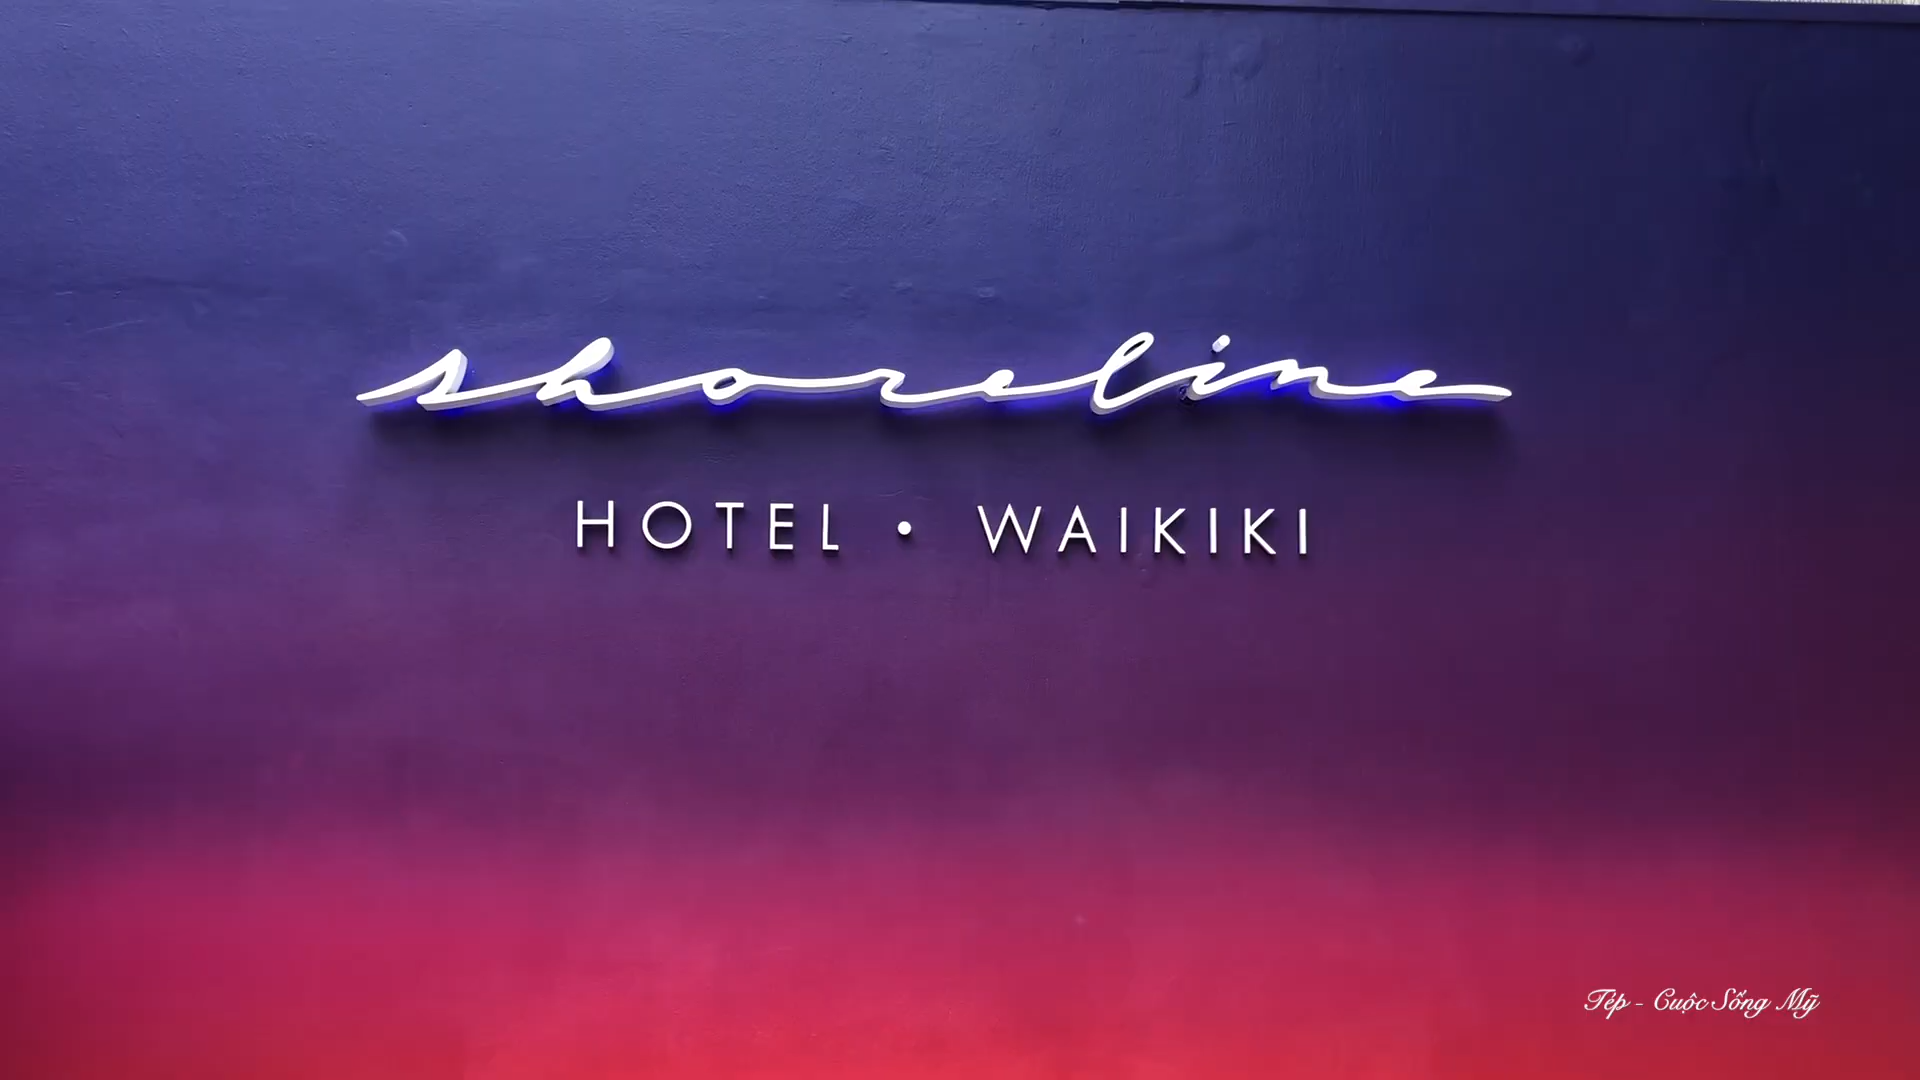 shoreline
HOTEL • WAIKIKI
Tép - Cuộc Sống Mỹ